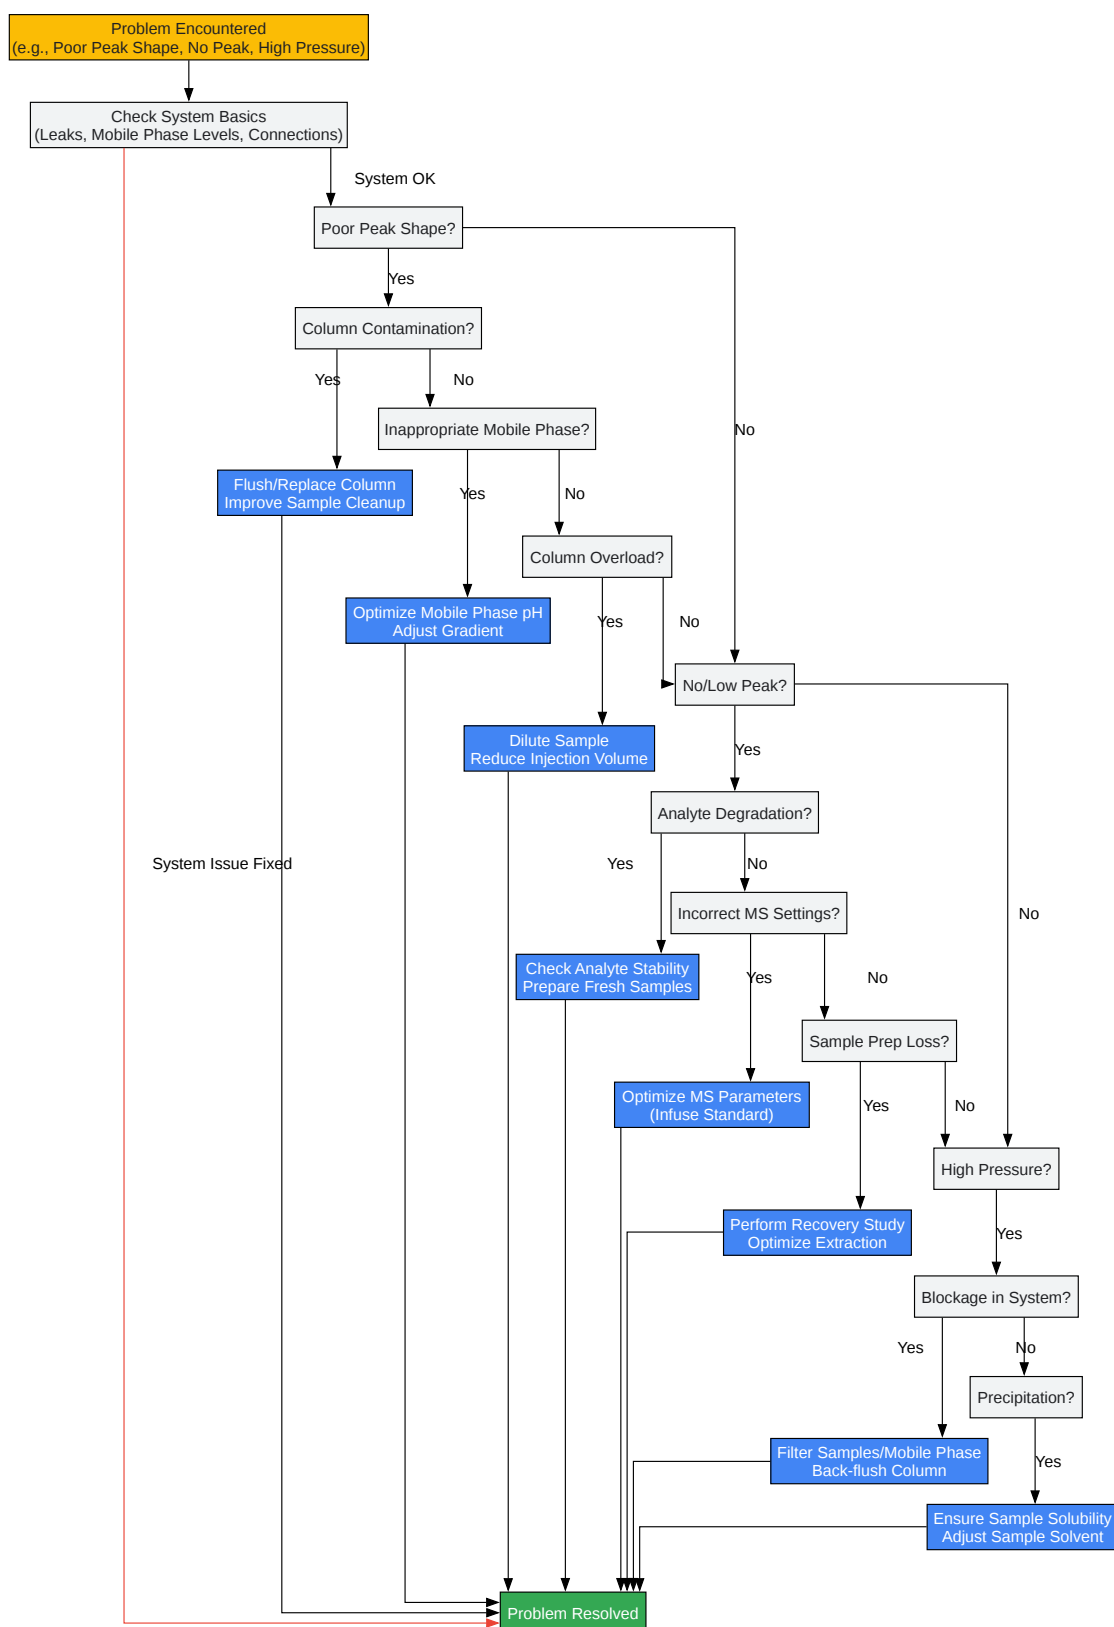 Problem Encountered
(e.g., Poor Peak Shape, No Peak, High Pressure)
Check System Basics
(Leaks, Mobile Phase Levels, Connections)
System OK
Poor Peak Shape?
Yes
Column Contamination?
Yes
No
Inappropriate Mobile Phase?
No
Flush/Replace Column
Improve Sample Cleanup
Yes
No
Column Overload?
Optimize Mobile Phase pH
Adjust Gradient
Yes
No
No/Low Peak?
Dilute Sample
Reduce Injection Volume
Yes
Analyte Degradation?
System Issue Fixed
Yes
No
Incorrect MS Settings?
No
Check Analyte Stability
Prepare Fresh Samples
Yes
No
Sample Prep Loss?
Optimize MS Parameters
(Infuse Standard)
Yes
No
High Pressure?
Perform Recovery Study
Optimize Extraction
Yes
Blockage in System?
Yes
No
Precipitation?
Filter Samples/Mobile Phase
Back-flush Column
Yes
Ensure Sample Solubility
Adjust Sample Solvent
Problem Resolved